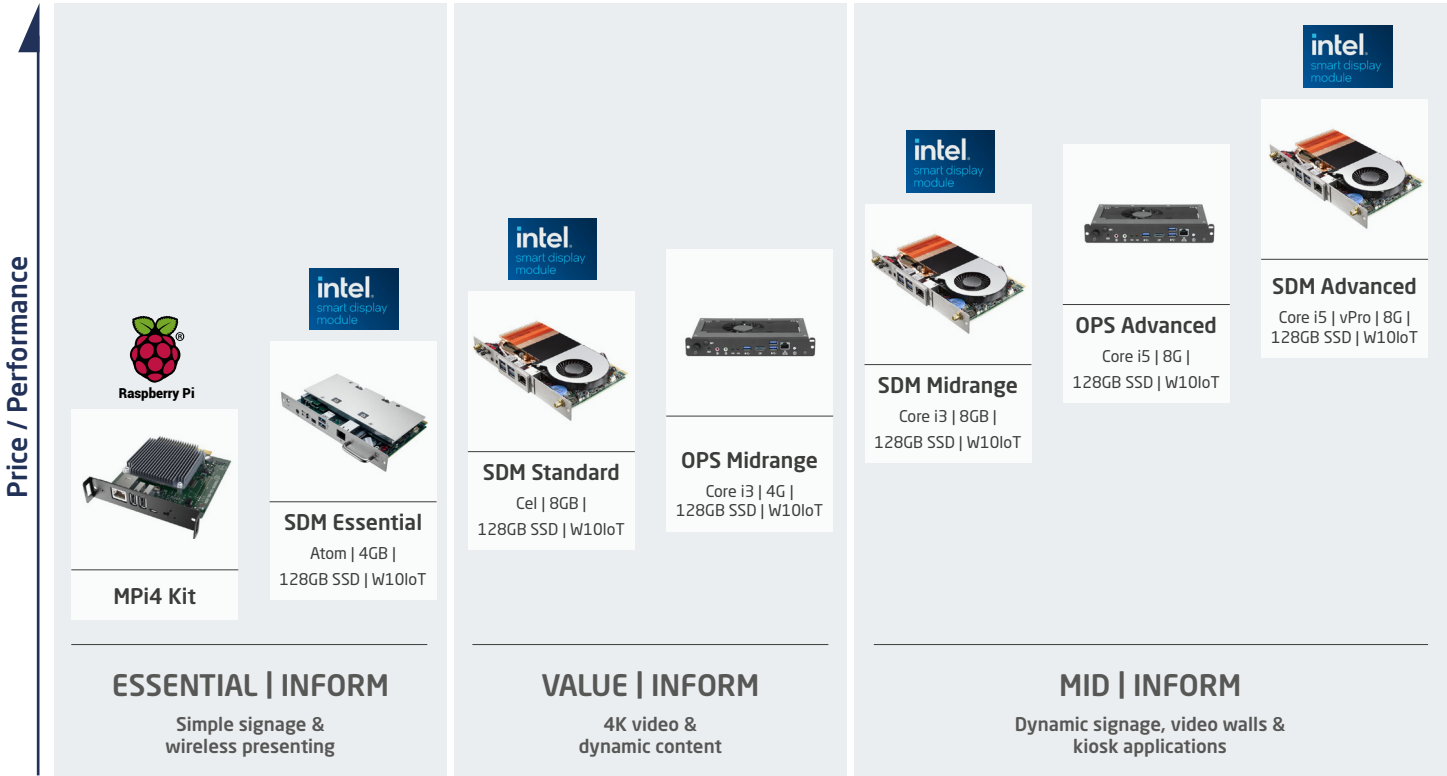 Price / Performance
Raspberry Pi
®
MPi4 Kit
intel.
smart display
module
SDM Essential
Atom | 4GB |
128GB SSD | W10IoT
ESSENTIAL | INFORM
Simple signage &
wireless presenting
intel.
smart display
module
SDM Standard
Cel | 8GB |
128GB SSD | W10IoT
OPS Midrange
Core i3 | 4G |
128GB SSD | W10IoT
VALUE | INFORM
4K video &
dynamic content
intel.
smart display
module
SDM Midrange
Core i3 | 8GB |
128GB SSD | W10IoT
OPS Advanced
Core i5 | 8G |
128GB SSD | W10IoT
intel.
smart display
module
SDM Advanced
Core i5 | vPro | 8G |
128GB SSD | W10IoT
MID | INFORM
Dynamic signage, video walls &
kiosk applications